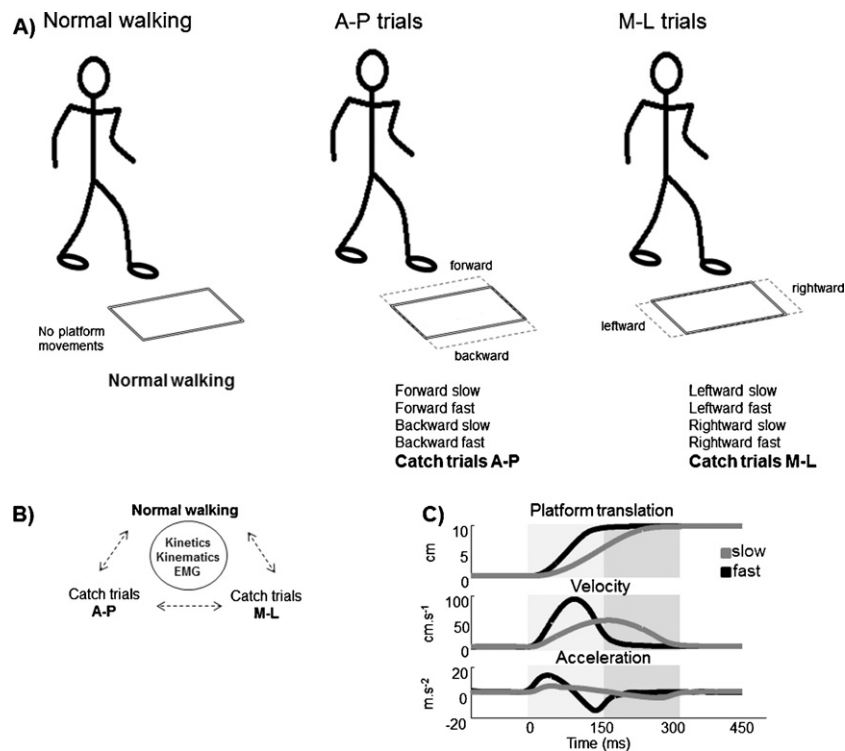 Normal walking
A-P trials
M-L trials
A)
forward
rightward
leftward
No platform
movements
backward
Normal walking
Forward slow
Forward fast
Backward slow
Backward fast
Catch trials A-P
Leftward slow
Leftward fast
Rightward slow
Rightward fast
Catch trials M-L
B)
Normal walking
Kinetics
Kinematics
EMG
Catch trials
A-P
Catch trials
M-L
C)
Platform translation
10
5
0
cm
slow
fast
Velocity
100
50
0
cm.s-1
Acceleration
20
0
-20
m.s-2
0 150 300 450
Time (ms)